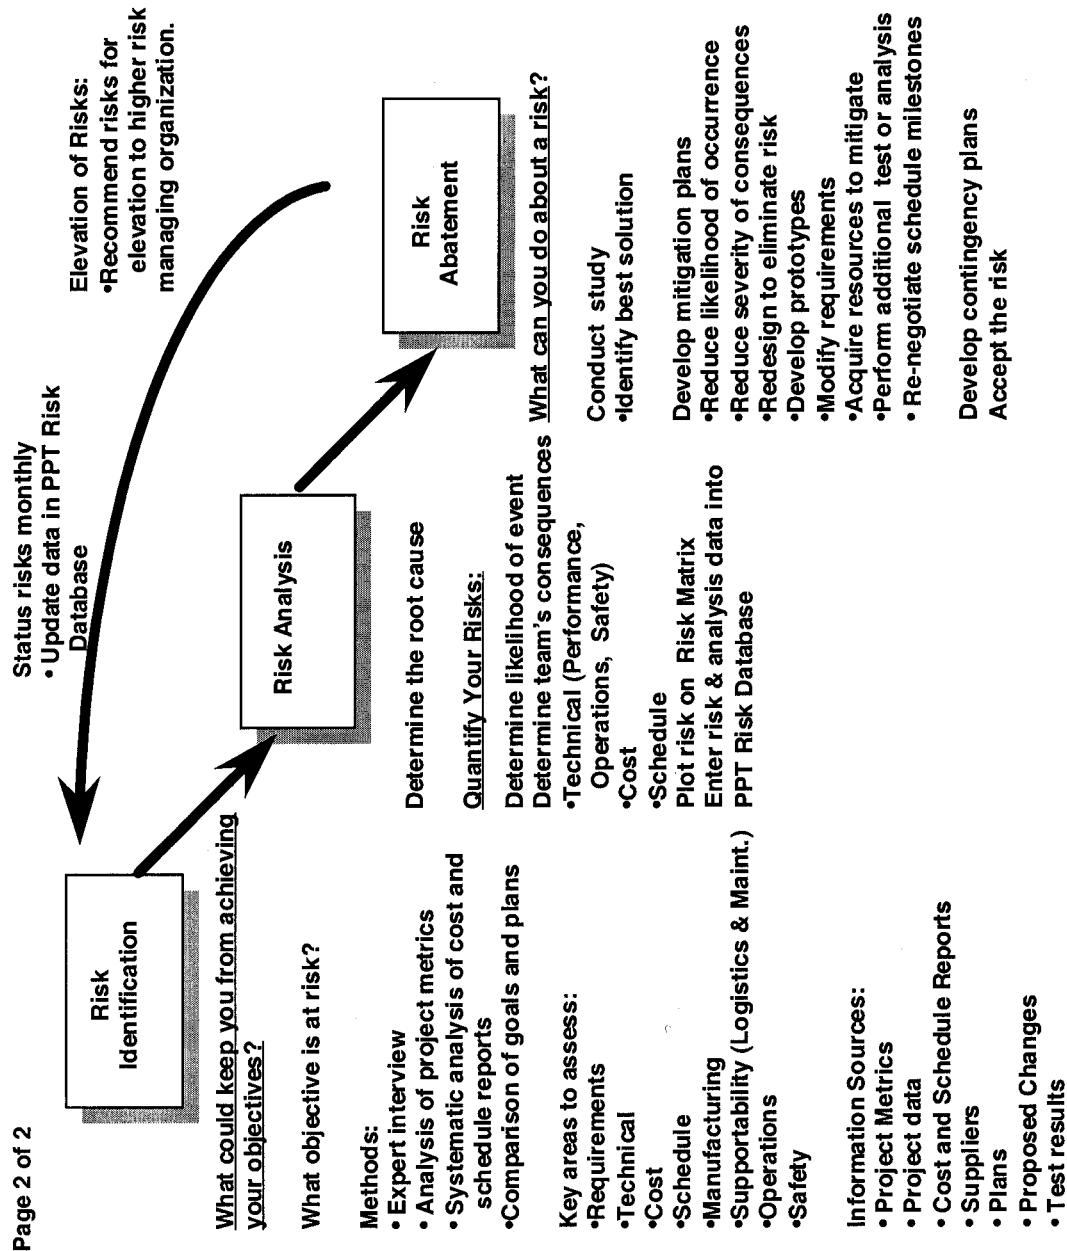 Page 2 of 2
Risk
Identification
What could keep you from achieving
your objectives?
What objective is at risk?
Methods:
• Expert interview
• Analysis of project metrics
• Systematic analysis of cost and
schedule reports
•Comparison of goals and plans
Key areas to assess:
•Requirements
•Technical
•Cost
•Schedule
•Manufacturing
•Supportability (Logistics & Maint.)
•Operations
•Safety
Information Sources:
• Project Metrics
• Project data
• Cost and Schedule Reports
• Suppliers
• Plans
• Proposed Changes
• Test results
Status risks monthly
• Update data in PPT Risk
Database
Risk Analysis
Determine the root cause
Quantify Your Risks:
Determine likelihood of event
Determine team's consequences
•Technical (Performance,
Operations, Safety)
•Cost
•Schedule
Plot risk on Risk Matrix
Enter risk & analysis data into
PPT Risk Database
Elevation of Risks:
•Recommend risks for
elevation to higher risk
managing organization.
Risk
Abatement
What can you do about a risk?
Conduct study
•Identify best solution
Develop mitigation plans
•Reduce likelihood of occurrence
•Reduce severity of consequences
•Redesign to eliminate risk
•Develop prototypes
•Modify requirements
•Acquire resources to mitigate
•Perform additional test or analysis
• Re-negotiate schedule milestones
Develop contingency plans
Accept the risk